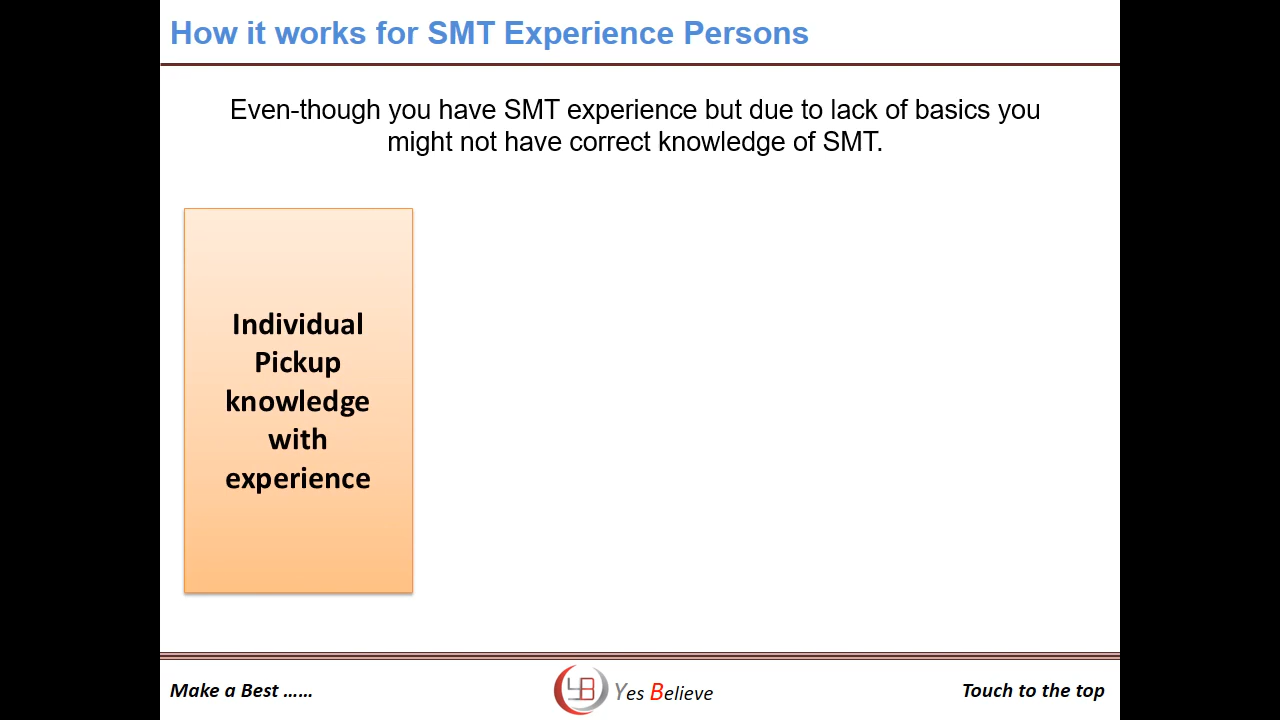 How it works for SMT Experience Persons
Even-though you have SMT experience but due to lack of basics you
might not have correct knowledge of SMT.
Individual
Pickup
knowledge
with
experience
Make a Best ......
YB
Yes Believe
Touch to the top